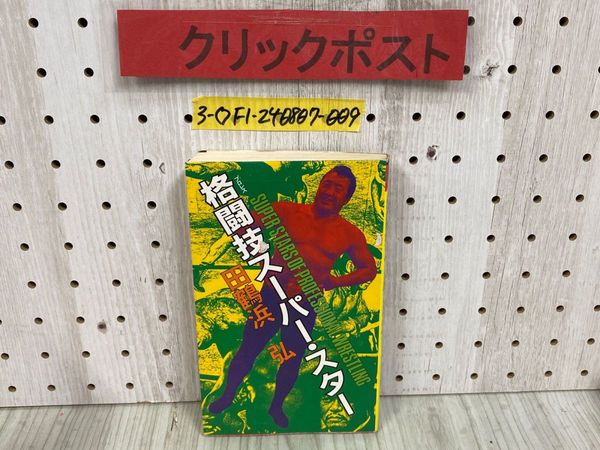 クリックポスト
3-0F1-240807-009
格闘技スーパー・スター
SUPER STARS OF PROFESSIONAL WRESTLING
田鶴浜 弘